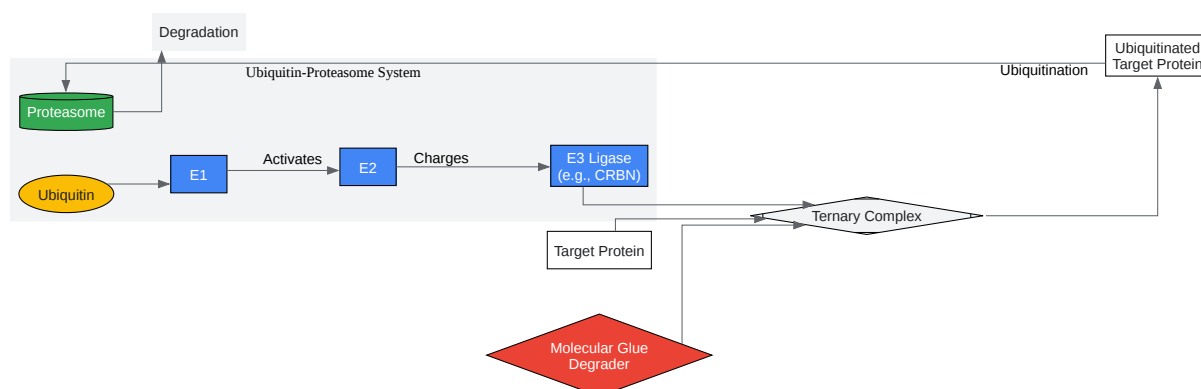 Degradation
Ubiquitinated
Target Protein
Ubiquitin-Proteasome System
Ubiquitination
Proteasome
Activates
Charges
E1
E2
E3 Ligase
(e.g., CRBN)
Ubiquitin
Ternary Complex
Target Protein
Molecular Glue
Degrader